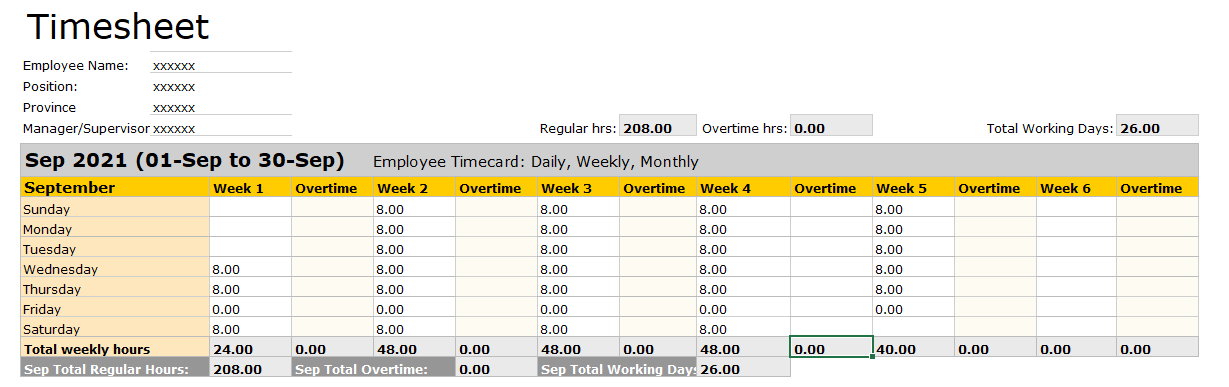 Timesheet
Employee Name: xxxxxx
Position: xxxxxx
Province xxxxxx
Manager/Supervisor xxxxxx Regular hrs: 208.00 Overtime hrs: 0.00 Total Working Days: 26.00
Sep 2021 (01-Sep to 30-Sep) Employee Timecard: Daily, Weekly, Monthly
September Week 1 Overtime Week 2 Overtime Week 3 Overtime Week 4 Overtime Week 5 Overtime Week 6 Overtime
Sunday 8.00 8.00 8.00 8.00
Monday 8.00 8.00 8.00 8.00
Tuesday 8.00 8.00 8.00 8.00
Wednesday 8.00 8.00 8.00 8.00 8.00
Thursday 8.00 8.00 8.00 8.00 8.00
Friday 0.00 0.00 0.00 0.00 0.00
Saturday 8.00 8.00 8.00 8.00
Total weekly hours 24.00 0.00 48.00 0.00 48.00 0.00 48.00 0.00 40.00 0.00 0.00 0.00
Sep Total Regular Hours: 208.00 Sep Total Overtime: 0.00 Sep Total Working Days 26.00